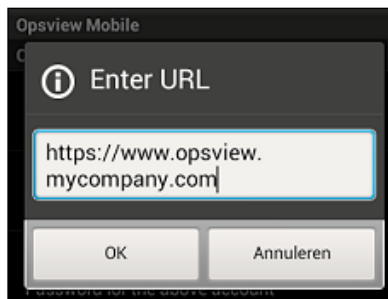 Opsview Mobile
Enter URL
https://www.opsview.
mycompany.com
OK
Annuleren
Password for the above account